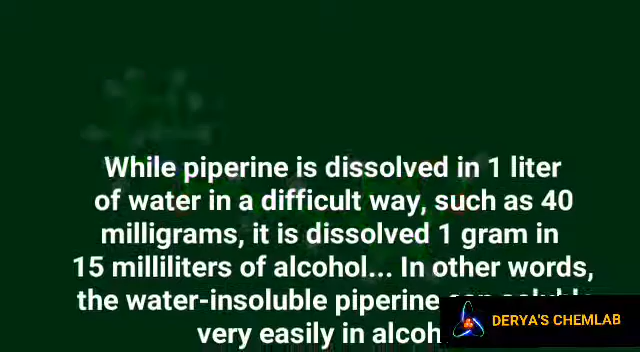 While piperine is dissolved in 1 liter
of water in a difficult way, such as 40
milligrams, it is dissolved 1 gram in
15 milliliters of alcohol... In other words,
the water-insoluble piperine
very easily in
DERYA'S CHEMLAB